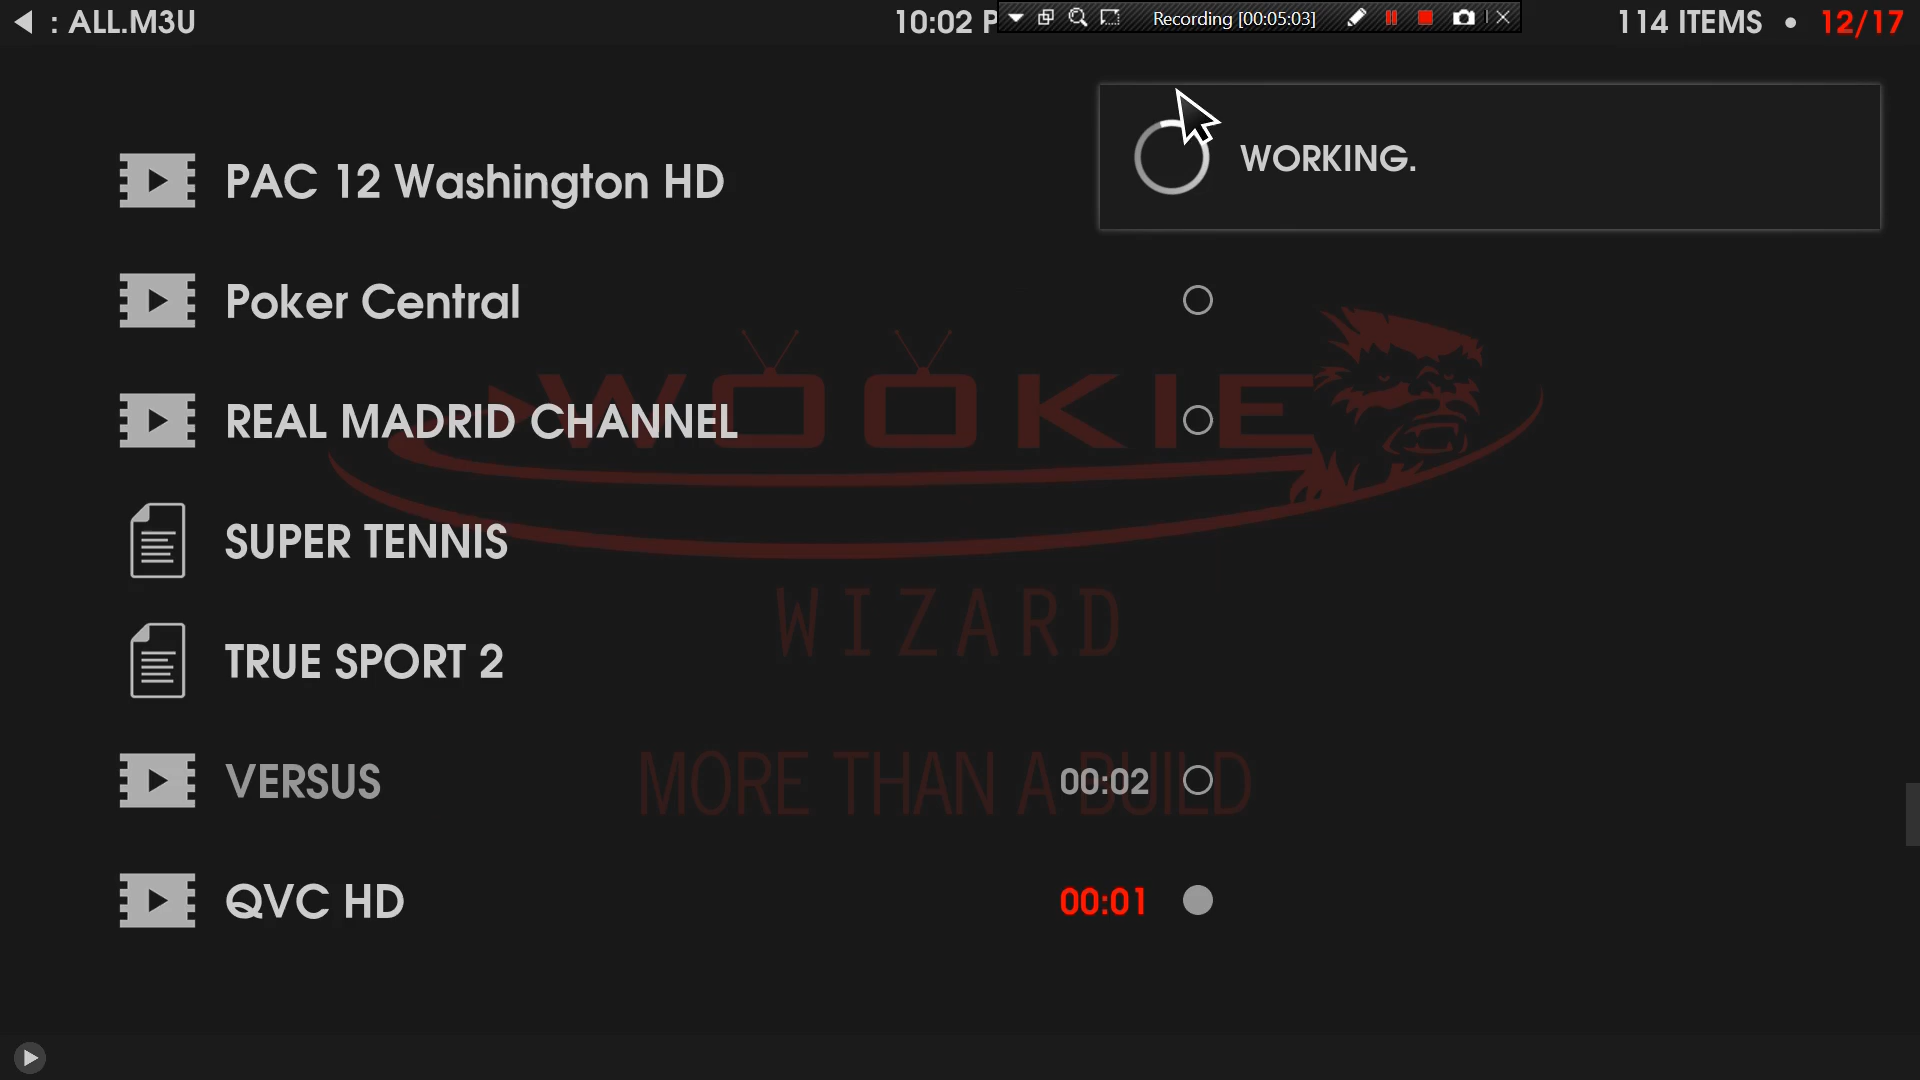 : ALL.M3U
10:02 P
Recording [00:05:03]
114 ITEMS • 12/17
WORKING.
PAC 12 Washington HD
Poker Central
REAL MADRID CHANNEL
WOOKIE
SUPER TENNIS
WIZARD
TRUE SPORT 2
VERSUS
00:02
MORE THAN A BUILD
QVC HD
00:01